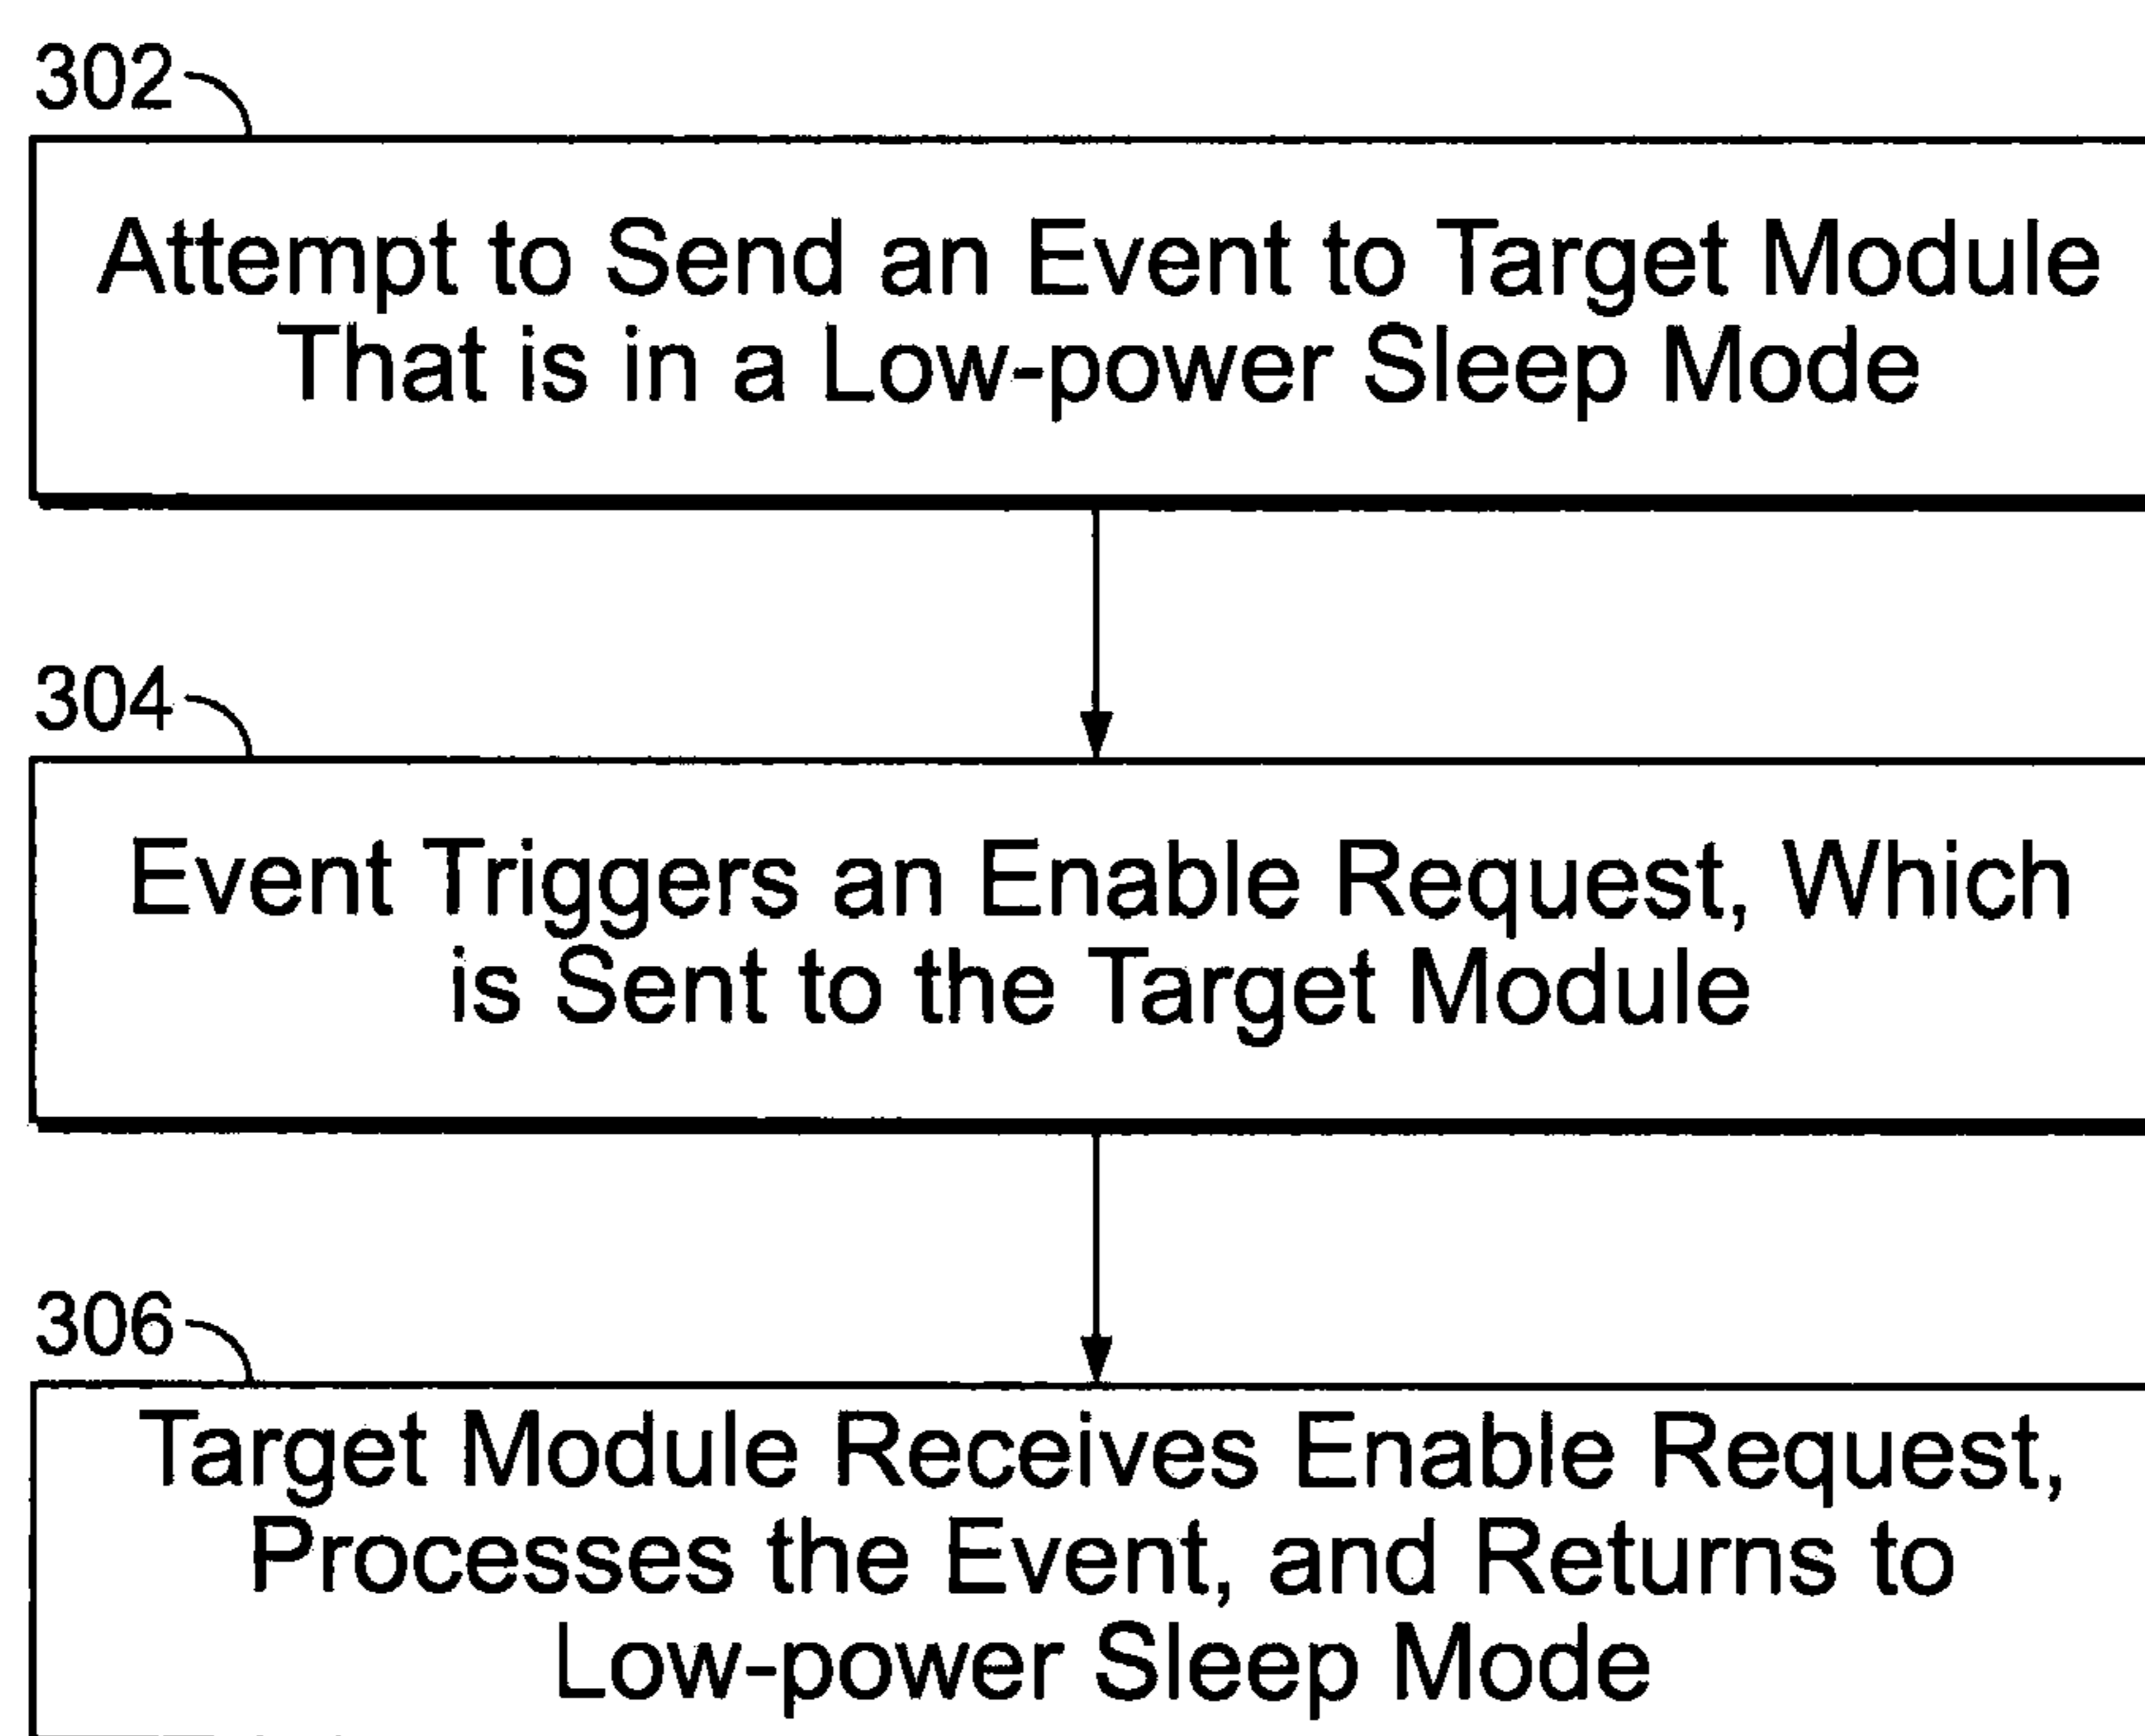 302
Attempt to Send an Event to Target Module
That is in a Low-power Sleep Mode
304
Event Triggers an Enable Request, Which
is Sent to the Target Module
306
Target Module Receives Enable Request,
Processes the Event, and Returns to
Low-power Sleep Mode